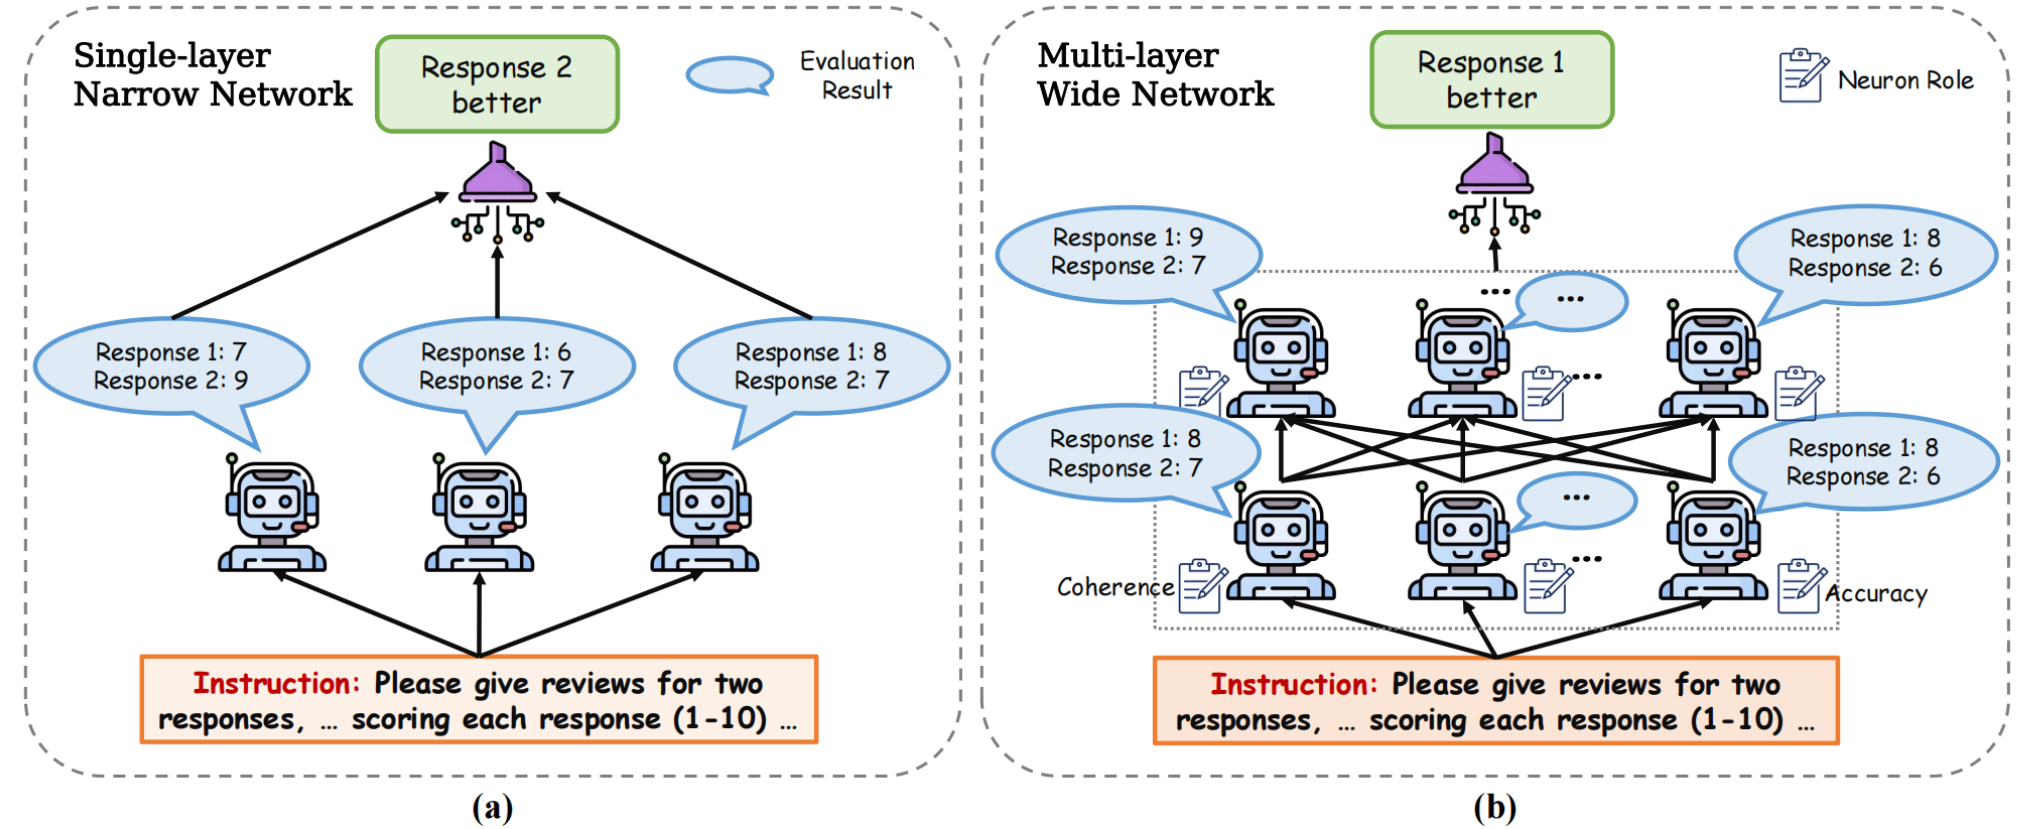 Single-layer
Narrow Network
Response 2
better
Evaluation
Result
Response 1: 7
Response 2: 9
Response 1: 6
Response 2: 7
Response 1: 8
Response 2: 7
Instruction: Please give reviews for two
responses, ... scoring each response (1-10) ...
(a)
Multi-layer
Wide Network
Response 1
better
Neuron Role
Response 1: 9
Response 2: 7
...
...
Response 1: 8
Response 2: 6
...
Response 1: 8
Response 2: 7
...
Response 1: 8
Response 2: 6
...
Coherence
Accuracy
Instruction: Please give reviews for two
responses, ... scoring each response (1-10) ...
(b)